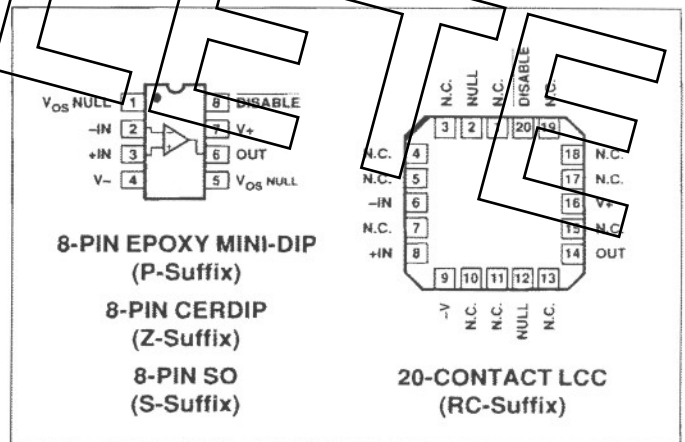 V_OS NULL 1
-IN 2
+IN 3
V- 4
8 DISABLE
7 V+
6 OUT
5 V_OS NULL
8-PIN EPOXY MINI-DIP
(P-Suffix)
8-PIN CERDIP
(Z-Suffix)
8-PIN SO
(S-Suffix)
N.C. NULL N.C. DISABLE N.C.
3 2 1 20 19
N.C. 4
N.C. 5
-IN 6
N.C. 7
+IN 8
18 N.C.
17 N.C.
16 V+
15 N.C.
14 OUT
9 10 11 12 13
-V N.C. N.C. NULL N.C.
20-CONTACT LCC
(RC-Suffix)